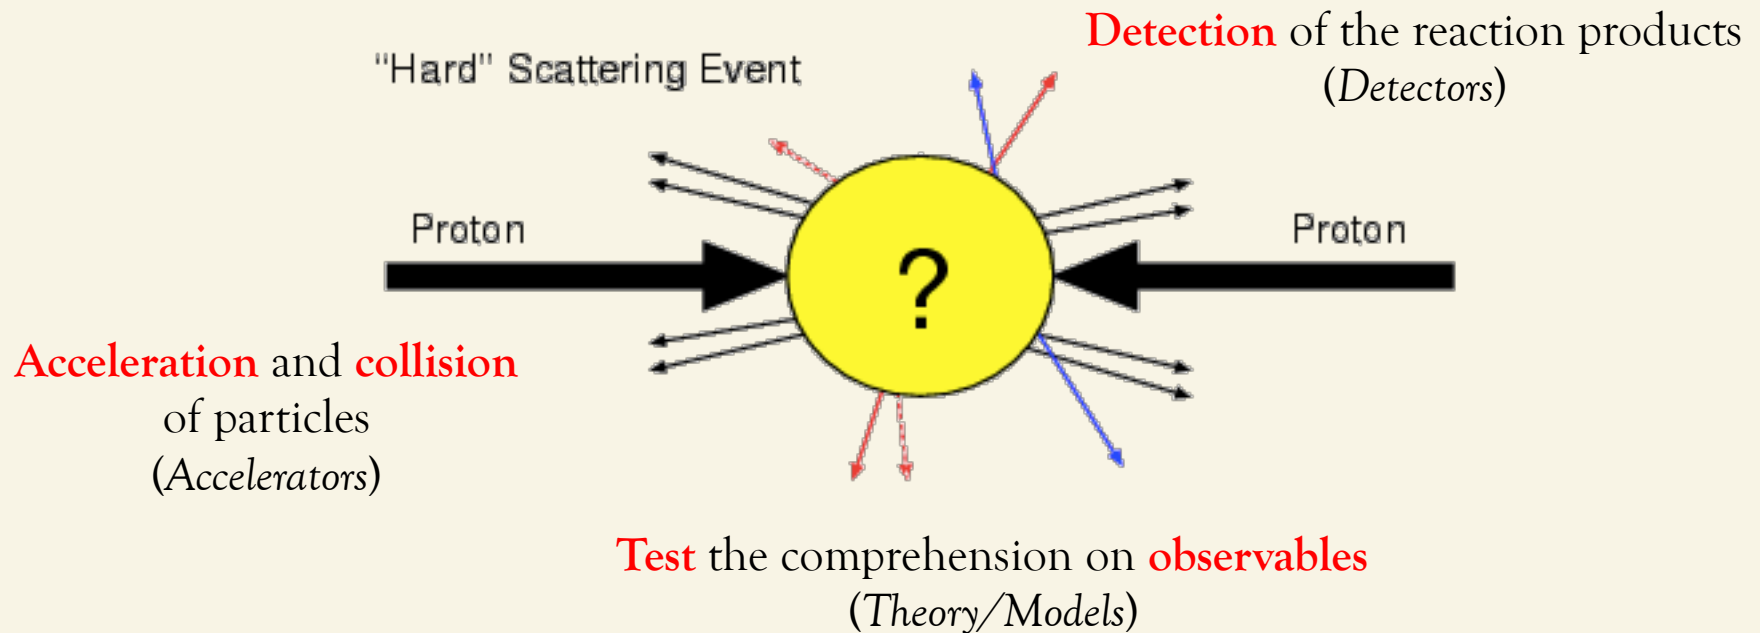 Detection of the reaction products
(Detectors)
"Hard" Scattering Event
Proton
Proton
?
Acceleration and collision
of particles
(Accelerators)
Test the comprehension on observables
(Theory/Models)